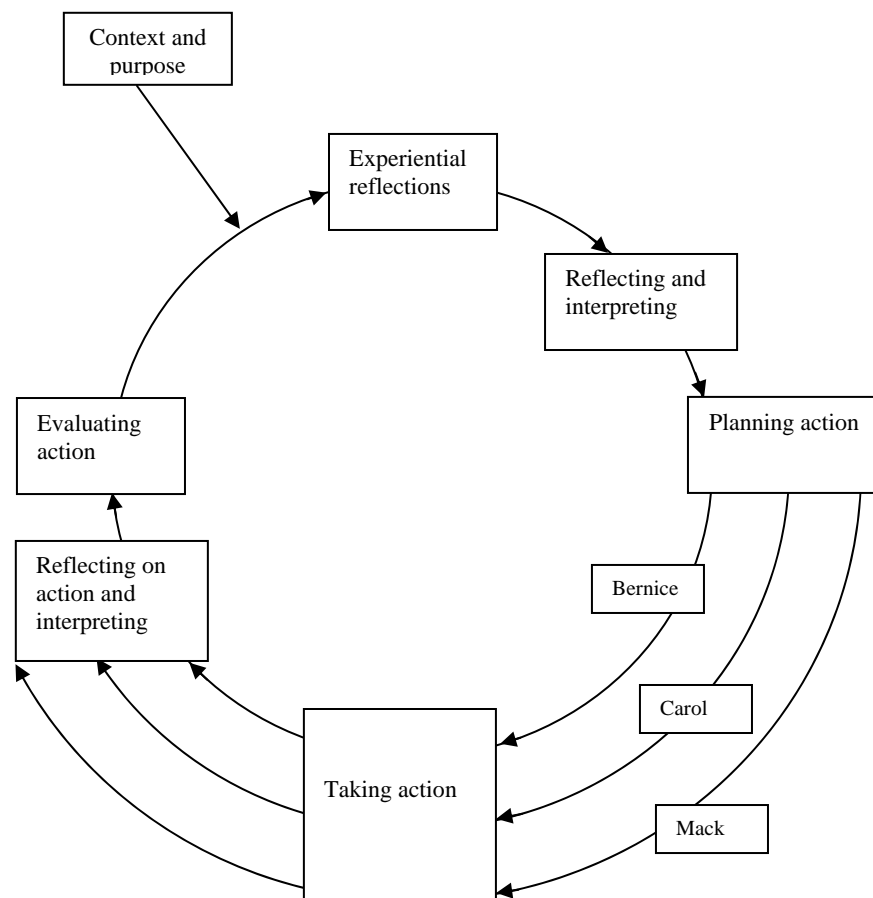 Context and
purpose
Experiential
reflections
Reflecting and
interpreting
Planning action
Evaluating
action
Reflecting on
action and
interpreting
Bernice
Carol
Mack
Taking action